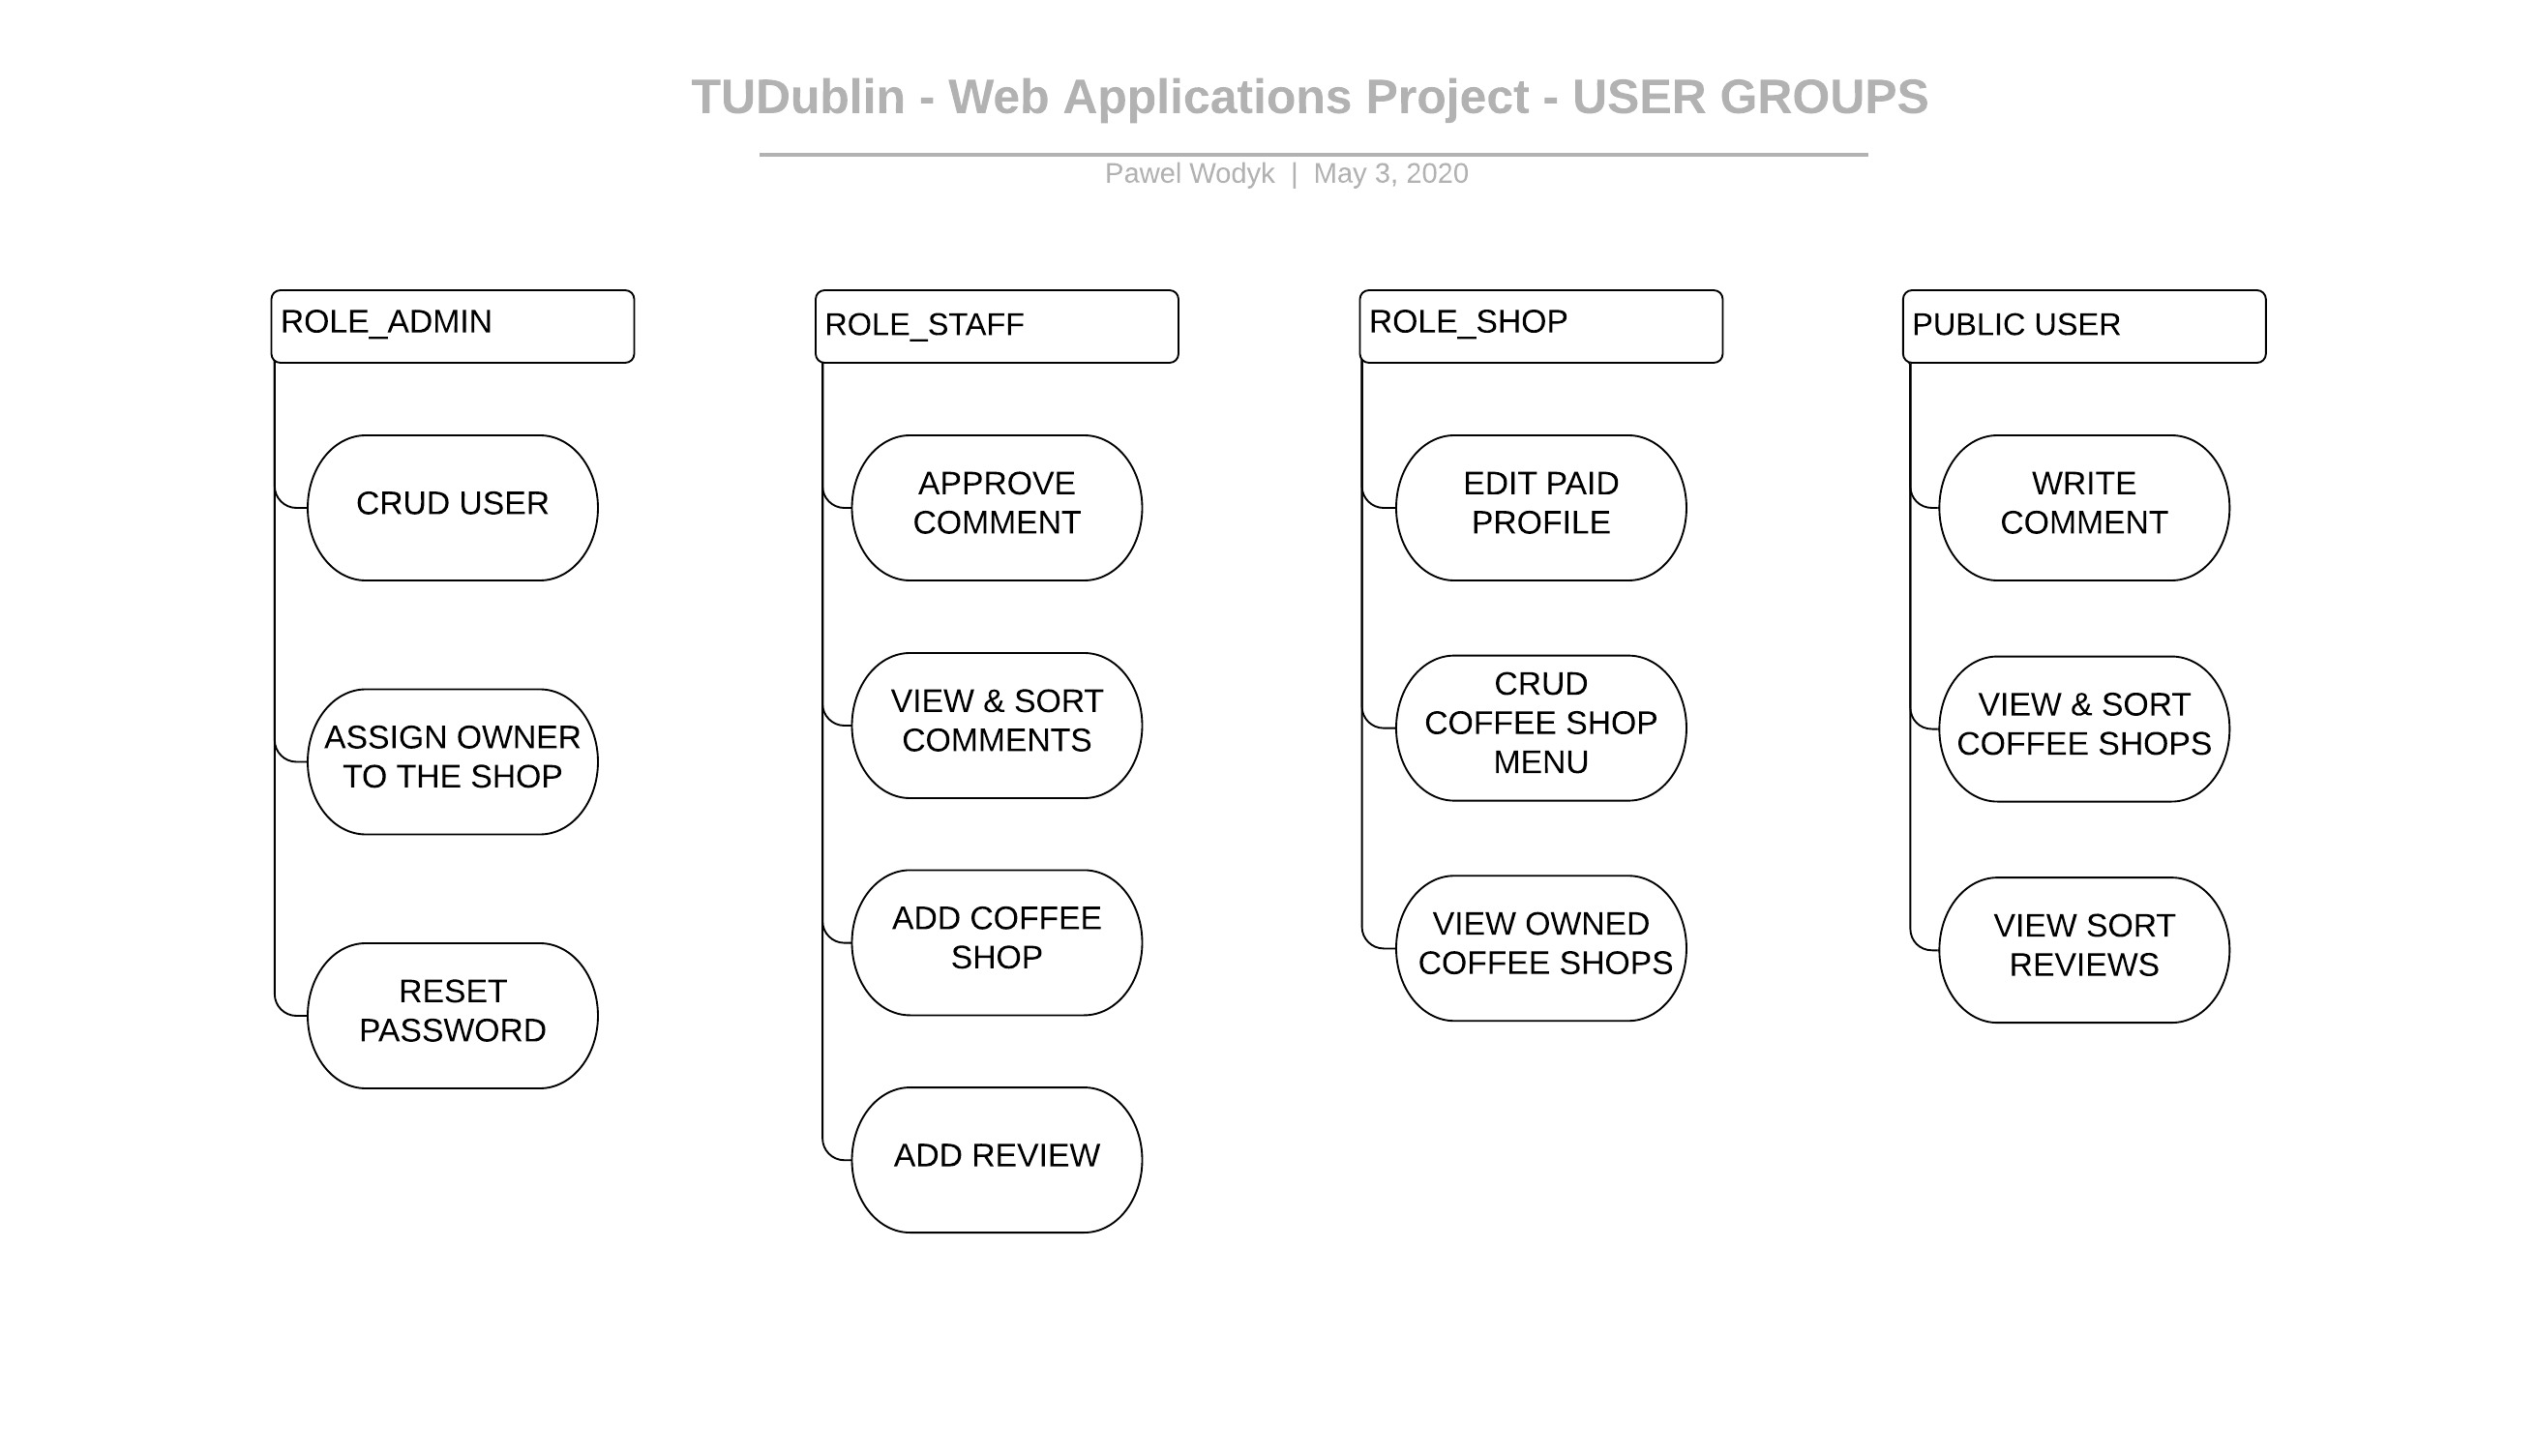 TUDublin - Web Applications Project - USER GROUPS
Pawel Wodyk | May 3, 2020
ROLE_ADMIN
CRUD USER
ASSIGN OWNER
TO THE SHOP
RESET
PASSWORD
ROLE_STAFF
APPROVE
COMMENT
VIEW & SORT
COMMENTS
ADD COFFEE
SHOP
ADD REVIEW
ROLE_SHOP
EDIT PAID
PROFILE
CRUD
COFFEE SHOP
MENU
VIEW OWNED
COFFEE SHOPS
PUBLIC USER
WRITE
COMMENT
VIEW & SORT
COFFEE SHOPS
VIEW SORT
REVIEWS